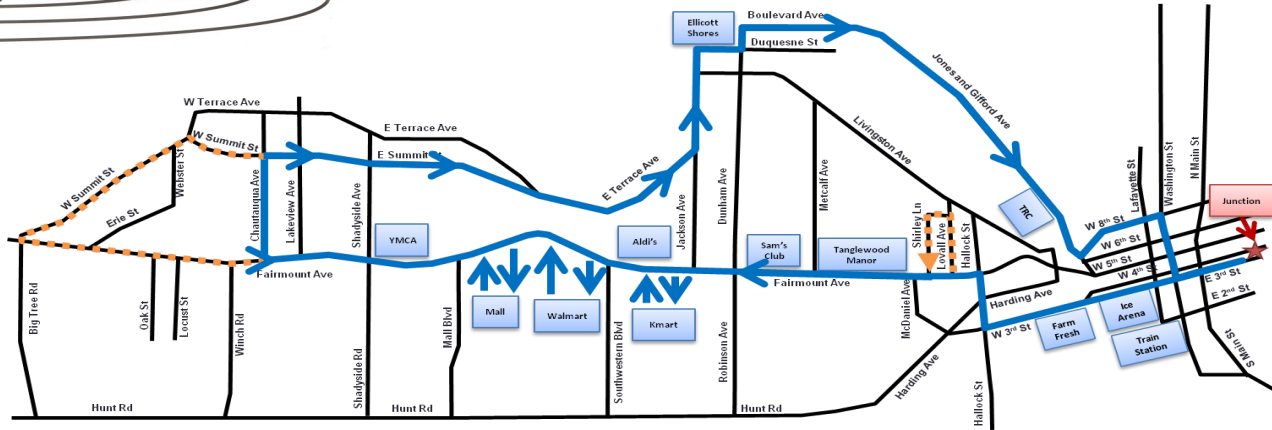 Ellicott
Shores
Boulevard Ave
Duquesne St
Jones and Gifford Ave
W Terrace Ave
E Terrace Ave
W Summit St
E Summit St
W Summit St
Webster St
Erie St
Chautauqua Ave
Lakeview Ave
Shadyside Ave
E Terrace Ave
Jackson Ave
Dunham Ave
Metcalf Ave
Livingston Ave
Shirley Ln
Lovall Ave
Hallock St
TRC
Lafayette St
Washington St
N Main St
Junction
W 8th St
W 6th St
W 5th St
W 4th St
E 3rd St
E 2nd St
YMCA
Aldi's
Sam's
Club
Tanglewood
Manor
Fairmount Ave
Fairmount Ave
Mall
Walmart
Kmart
McDaniel Ave
Harding Ave
W 3rd St
Farm
Fresh
Ice
Arena
Train
Station
S Main St
Big Tree Rd
Oak St
Locust St
Winch Rd
Shadyside Rd
Mall Blvd
Southwestern Blvd
Robinson Ave
Harding Ave
Hallock St
Hunt Rd
Hunt Rd
Hunt Rd